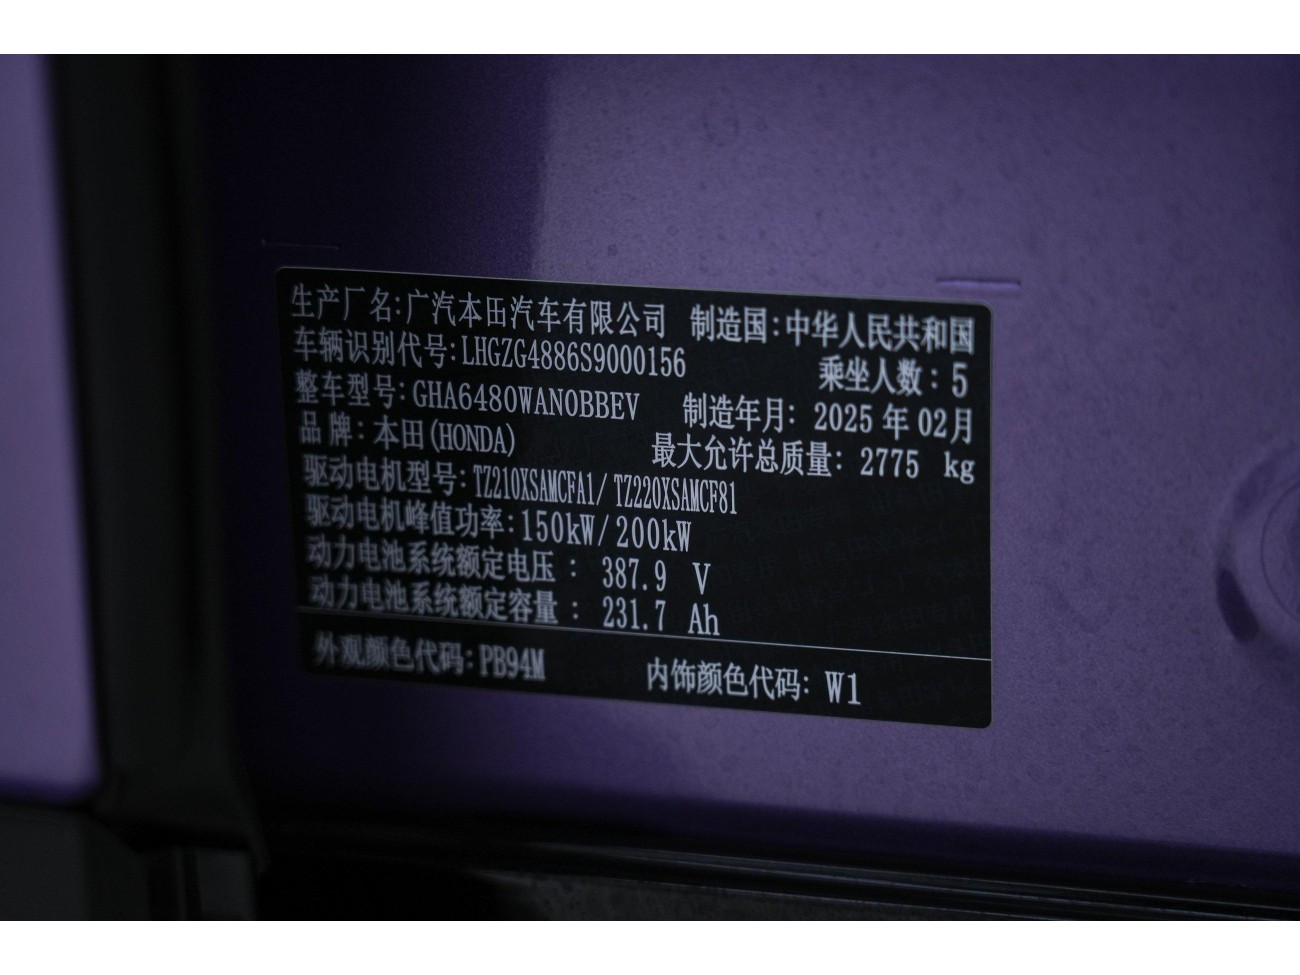 生产厂名:广汽本田汽车有限公司 制造国:中华人民共和国
车辆识别代号:LHGZG4886S9000156 乘坐人数:5
整车型号:GHA6480WAN0BBEV 制造年月: 2025 年 02月
品 牌:本田(HONDA) 最大允许总质量: 2775 kg
驱动电机型号:TZ210XSAMCFA1/ TZ220XSAMCF81
驱动电机峰值功率:150kW/200kW
动力电池系统额定电压 : 387.9 V
动力电池系统额定容量 : 231.7 Ah
外观颜色代码:PB94M 内饰颜色代码: W1